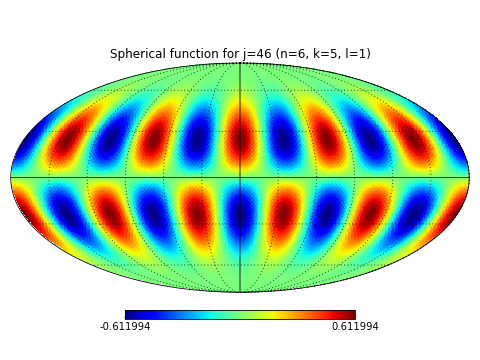 Spherical function for j=46 (n=6, k=5, l=1)
-0.611994 0.611994